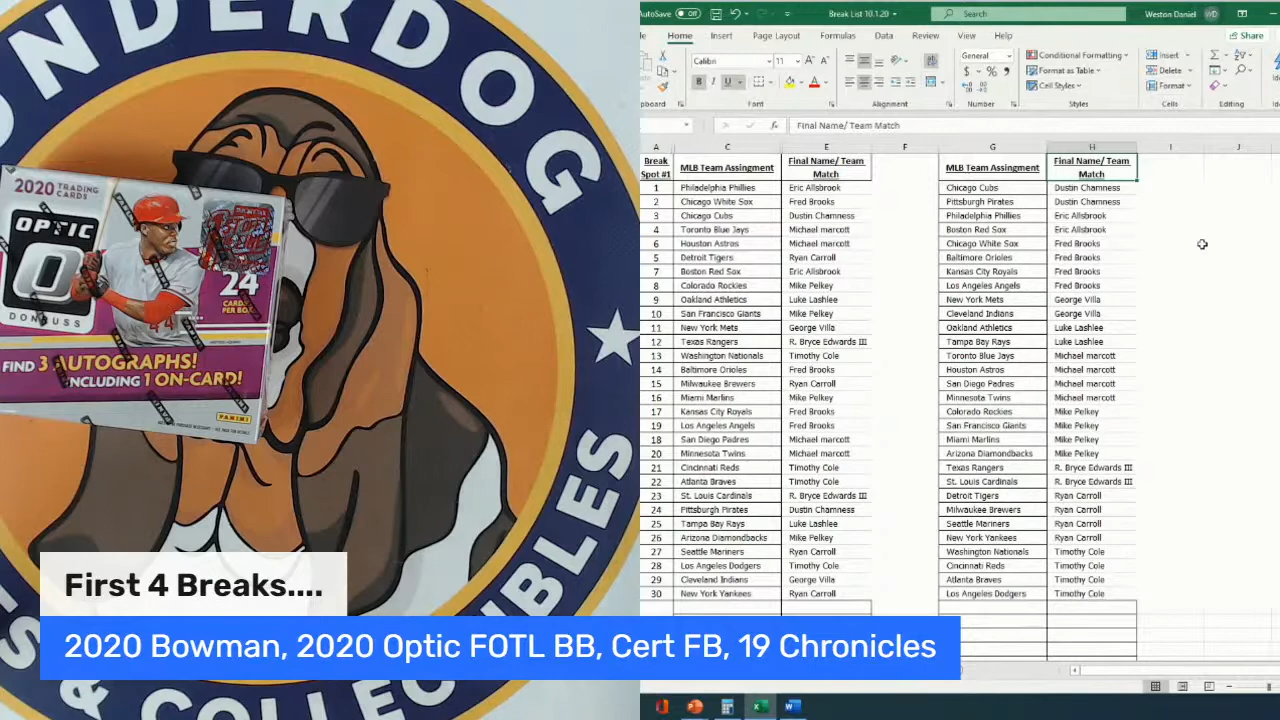 UNDERDOG
& COLLECTIBLES
2020 TRADING CARDS
OPTIC
DONRUSS
24
CARDS PER BOX
FIND 3 AUTOGRAPHS!
INCLUDING 1 ON-CARD!
PANINI
First 4 Breaks....
2020 Bowman, 2020 Optic FOTL BB, Cert FB, 19 Chronicles
AutoSave Off Break List 10.1.20 Search Weston Daniel WD
Home Insert Page Layout Formulas Data Review View Help Share
Calibri 11 General Conditional Formatting Insert
B I U $ % Format as Table Delete
Cell Styles Format
Clipboard Font Alignment Number Styles Cells Editing
fx Final Name/ Team Match
A C E F G H I J
Break Spot #1 MLB Team Assingment Final Name/ Team Match MLB Team Assingment Final Name/ Team Match
1 Philadelphia Phillies Eric Allsbrook Chicago Cubs Dustin Chamness
2 Chicago White Sox Fred Brooks Pittsburgh Pirates Dustin Chamness
3 Chicago Cubs Dustin Chamness Philadelphia Phillies Eric Allsbrook
4 Toronto Blue Jays Michael marcott Boston Red Sox Eric Allsbrook
6 Houston Astros Michael marcott Chicago White Sox Fred Brooks
5 Detroit Tigers Ryan Carroll Baltimore Orioles Fred Brooks
7 Boston Red Sox Eric Allsbrook Kansas City Royals Fred Brooks
8 Colorado Rockies Mike Pelkey Los Angeles Angels Fred Brooks
9 Oakland Athletics Luke Lashlee New York Mets George Villa
10 San Francisco Giants Mike Pelkey Cleveland Indians George Villa
11 New York Mets George Villa Oakland Athletics Luke Lashlee
12 Texas Rangers R. Bryce Edwards III Tampa Bay Rays Luke Lashlee
13 Washington Nationals Timothy Cole Toronto Blue Jays Michael marcott
14 Baltimore Orioles Fred Brooks Houston Astros Michael marcott
15 Milwaukee Brewers Ryan Carroll San Diego Padres Michael marcott
16 Miami Marlins Mike Pelkey Minnesota Twins Michael marcott
17 Kansas City Royals Fred Brooks Colorado Rockies Mike Pelkey
19 Los Angeles Angels Fred Brooks San Francisco Giants Mike Pelkey
18 San Diego Padres Michael marcott Miami Marlins Mike Pelkey
20 Minnesota Twins Michael marcott Arizona Diamondbacks Mike Pelkey
21 Cincinnati Reds Timothy Cole Texas Rangers R. Bryce Edwards III
22 Atlanta Braves Timothy Cole St. Louis Cardinals R. Bryce Edwards III
23 St. Louis Cardinals R. Bryce Edwards III Detroit Tigers Ryan Carroll
24 Pittsburgh Pirates Dustin Chamness Milwaukee Brewers Ryan Carroll
25 Tampa Bay Rays Luke Lashlee Seattle Mariners Ryan Carroll
26 Arizona Diamondbacks Mike Pelkey New York Yankees Ryan Carroll
27 Seattle Mariners Ryan Carroll Washington Nationals Timothy Cole
28 Los Angeles Dodgers Timothy Cole Cincinnati Reds Timothy Cole
29 Cleveland Indians George Villa Atlanta Braves Timothy Cole
30 New York Yankees Ryan Carroll Los Angeles Dodgers Timothy Cole